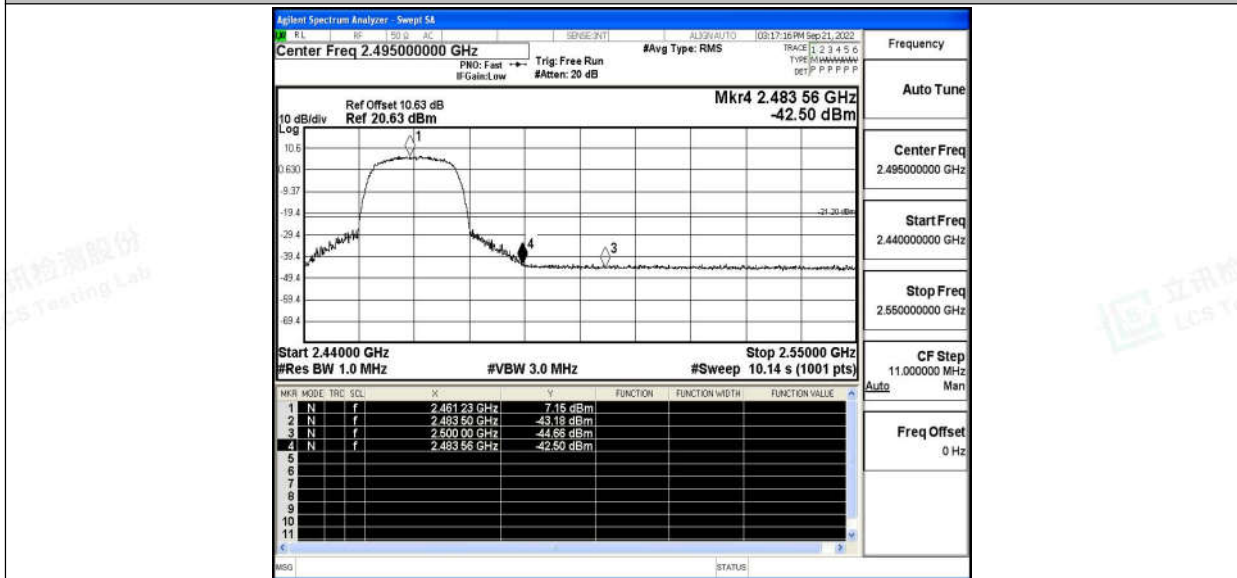 Agilent Spectrum Analyzer - Swept SA
RL RF 50 Ω AC SENSE:INT ALIGN AUTO 03:17:16 PM Sep 21, 2022
Center Freq 2.495000000 GHz
#Avg Type: RMS
TRACE 1 2 3 4 5 6
PNO: Fast
Trig: Free Run
TYPE
IFGain:Low
#Atten: 20 dB
DET P P P P P P
Mkr4 2.483 56 GHz
-42.50 dBm
Ref Offset 10.63 dB
10 dB/div Ref 20.63 dBm
Log
10.6
0.630
-9.37
-19.4
-29.4
-39.4
-49.4
-59.4
-69.4
1
4
3
-21.20 dBm
Start 2.44000 GHz
Stop 2.55000 GHz
#Res BW 1.0 MHz
#VBW 3.0 MHz
#Sweep 10.14 s (1001 pts)
MKR MODE TRC SCL X Y FUNCTION FUNCTION WIDTH FUNCTION VALUE
1 N f 2.461 23 GHz 7.15 dBm
2 N f 2.483 50 GHz -43.18 dBm
3 N f 2.500 00 GHz -44.66 dBm
4 N f 2.483 56 GHz -42.50 dBm
5
6
7
8
9
10
11
MSG
STATUS
Frequency
Auto Tune
Center Freq
2.495000000 GHz
Start Freq
2.440000000 GHz
Stop Freq
2.550000000 GHz
CF Step
11.000000 MHz
Auto Man
Freq Offset
0 Hz
讯检测股份
CS Testing Lab
立讯检
LCS Te